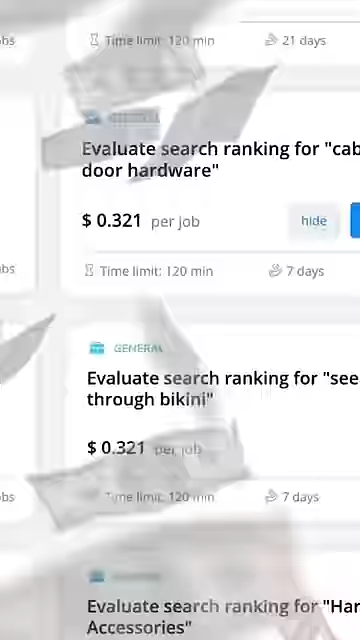 Time limit: 120 min
21 days
Evaluate search ranking for "cab
door hardware"
$ 0.321 per job
hide
obs
Time limit: 120 min
7 days
GENERAL
Evaluate search ranking for "see
through bikini"
$ 0.321 per job
obs
Time limit: 120 min
7 days
Evaluate search ranking for "Har
Accessories"